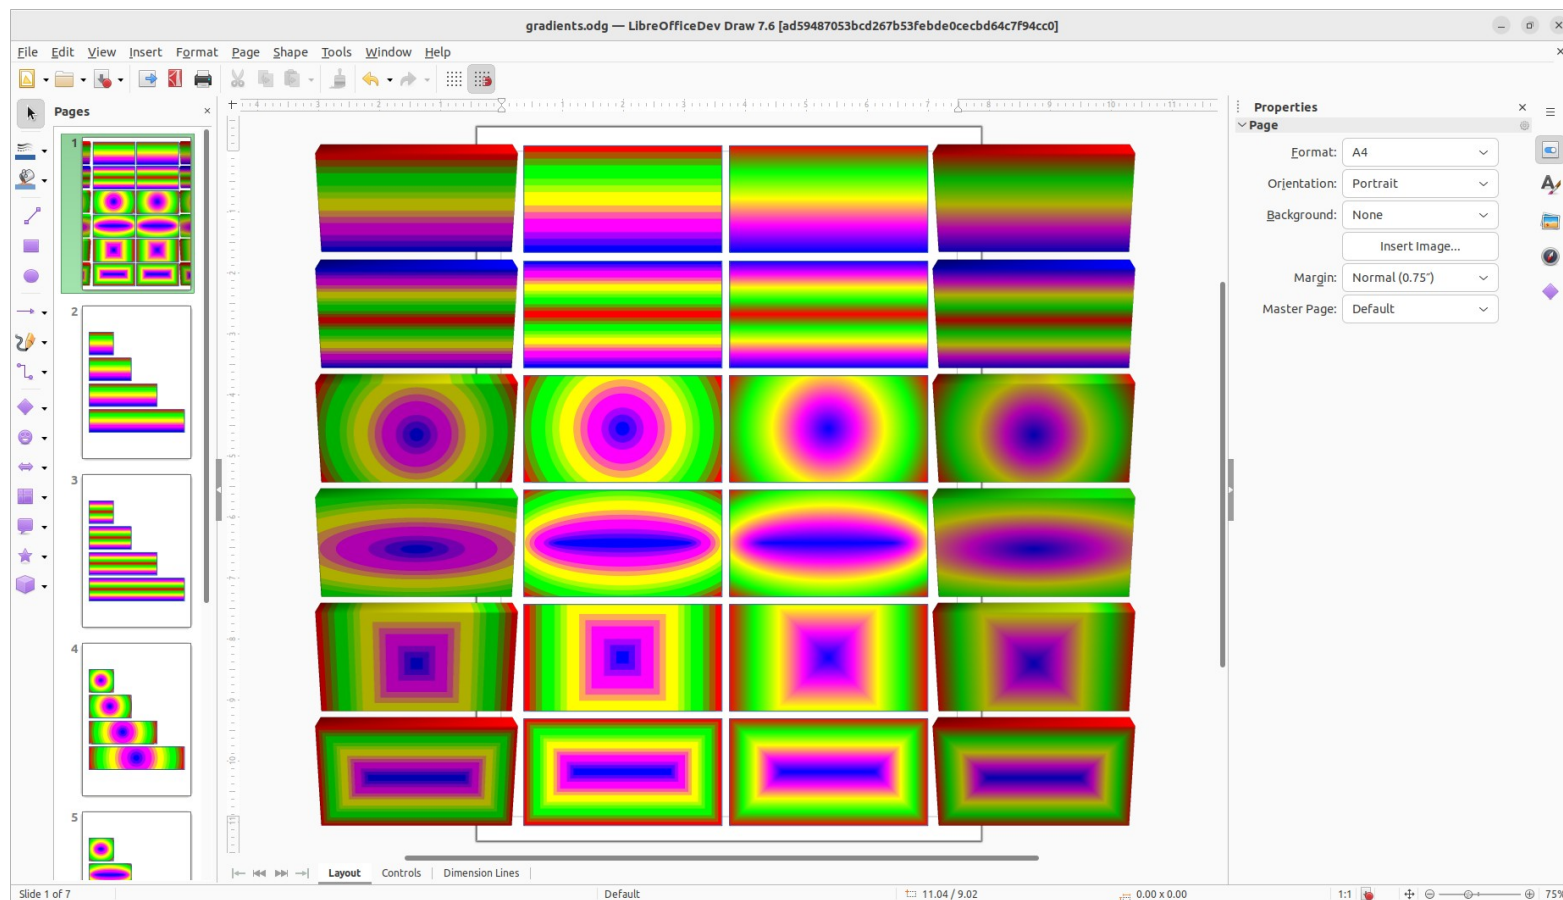 gradients.odg — LibreOfficeDev Draw 7.6 [ad59487053bcd267b53febde0cecbd64c7f94cc0]
File Edit View Insert Format Page Shape Tools Window Help
Pages
Properties
Page
Format: A4
Orientation: Portrait
Background: None
Insert Image...
Margin: Normal (0.75")
Master Page: Default
1
2
3
4
5
Layout Controls Dimension Lines
Slide 1 of 7 Default 11.04 / 9.02 0.00 x 0.00 1:1 75%